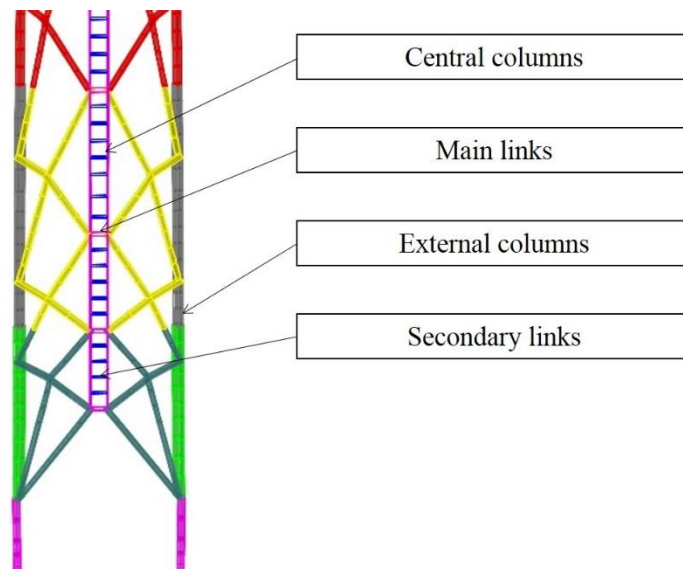 Central columns
Main links
External columns
Secondary links